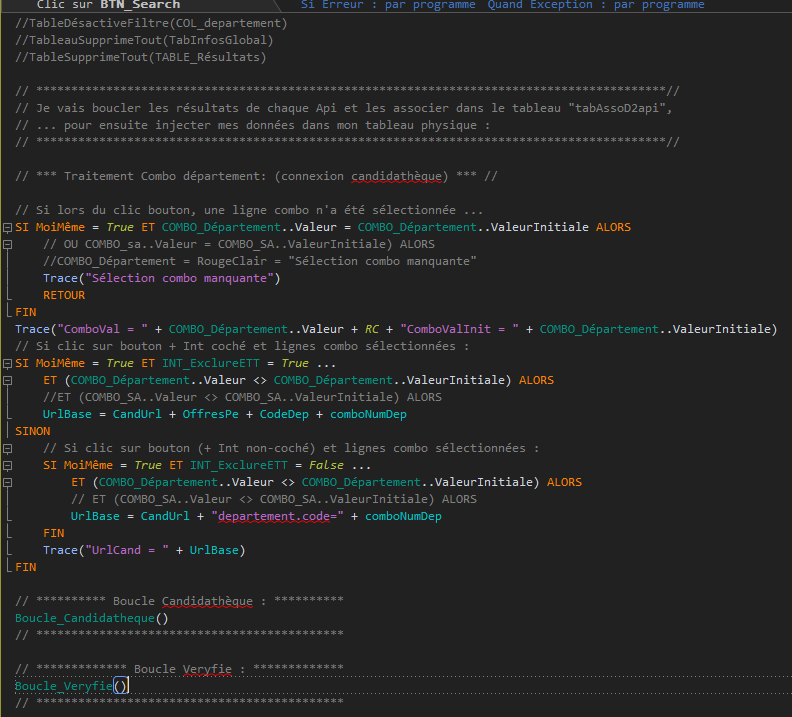 Clic sur BTN_Search Si Erreur : par programme Quand Exception : par programme
//TableDésactiveFiltre(COL_departement)
//TableauSupprimeTout(TabInfosGlobal)
//TableSupprimeTout(TABLE_Résultats)
// ******************************************************************************************//
// Je vais boucler les résultats de chaque Api et les associer dans le tableau "tabAssoD2api",
// ... pour ensuite injecter mes données dans mon tableau physique :
// ******************************************************************************************//
// *** Traitement Combo département: (connexion candidathèque) *** //
// Si lors du clic bouton, une ligne combo n'a été sélectionnée ...
SI MoiMême = True ET COMBO_Département..Valeur = COMBO_Département..ValeurInitiale ALORS
// OU COMBO_sa..Valeur = COMBO_SA..ValeurInitiale) ALORS
//COMBO_Département = RougeClair = "Sélection combo manquante"
Trace("Sélection combo manquante")
RETOUR
FIN
Trace("ComboVal = " + COMBO_Département..Valeur + RC + "ComboValInit = " + COMBO_Département..ValeurInitiale)
// Si clic sur bouton + Int coché et lignes combo sélectionnées :
SI MoiMême = True ET INT_ExclureETT = True ...
ET (COMBO_Département..Valeur <> COMBO_Département..ValeurInitiale) ALORS
//ET (COMBO_SA..Valeur <> COMBO_SA..ValeurInitiale) ALORS
UrlBase = CandUrl + OffresPe + CodeDep + comboNumDep
SINON
// Si clic sur bouton (+ Int non-coché) et lignes combo sélectionnées :
SI MoiMême = True ET INT_ExclureETT = False ...
ET (COMBO_Département..Valeur <> COMBO_Département..ValeurInitiale) ALORS
// ET (COMBO_SA..Valeur <> COMBO_SA..ValeurInitiale) ALORS
UrlBase = CandUrl + "departement.code=" + comboNumDep
FIN
Trace("UrlCand = " + UrlBase)
FIN
// ********** Boucle Candidathèque : **********
Boucle_Candidatheque()
// ********************************************
// ************* Boucle Veryfie : *************
Boucle_Veryfie()
// ********************************************